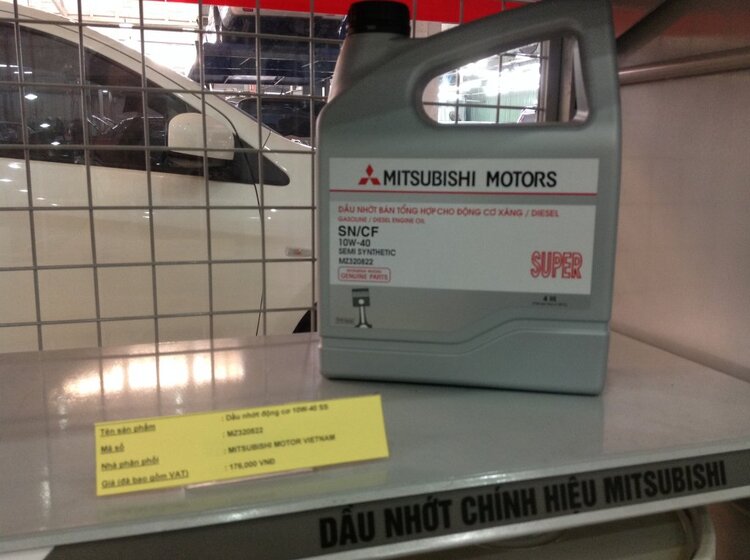 MITSUBISHI MOTORS
DẦU NHỚT BÁN TỔNG HỢP CHO ĐỘNG CƠ XĂNG / DIESEL
GASOLINE / DIESEL ENGINE OIL
SN/CF
10W-40
SEMI SYNTHETIC
MZ320822
GENUINE PARTS
SUPER
4 lít
Tên sản phẩm : Dầu nhớt động cơ 10W-40 SS
Mã số : MZ320822
Nhà phân phối : MITSUBISHI MOTOR VIETNAM
Giá (đã bao gồm VAT) : 176,000 VNĐ
DẦU NHỚT CHÍNH HIỆU MITSUBISHI